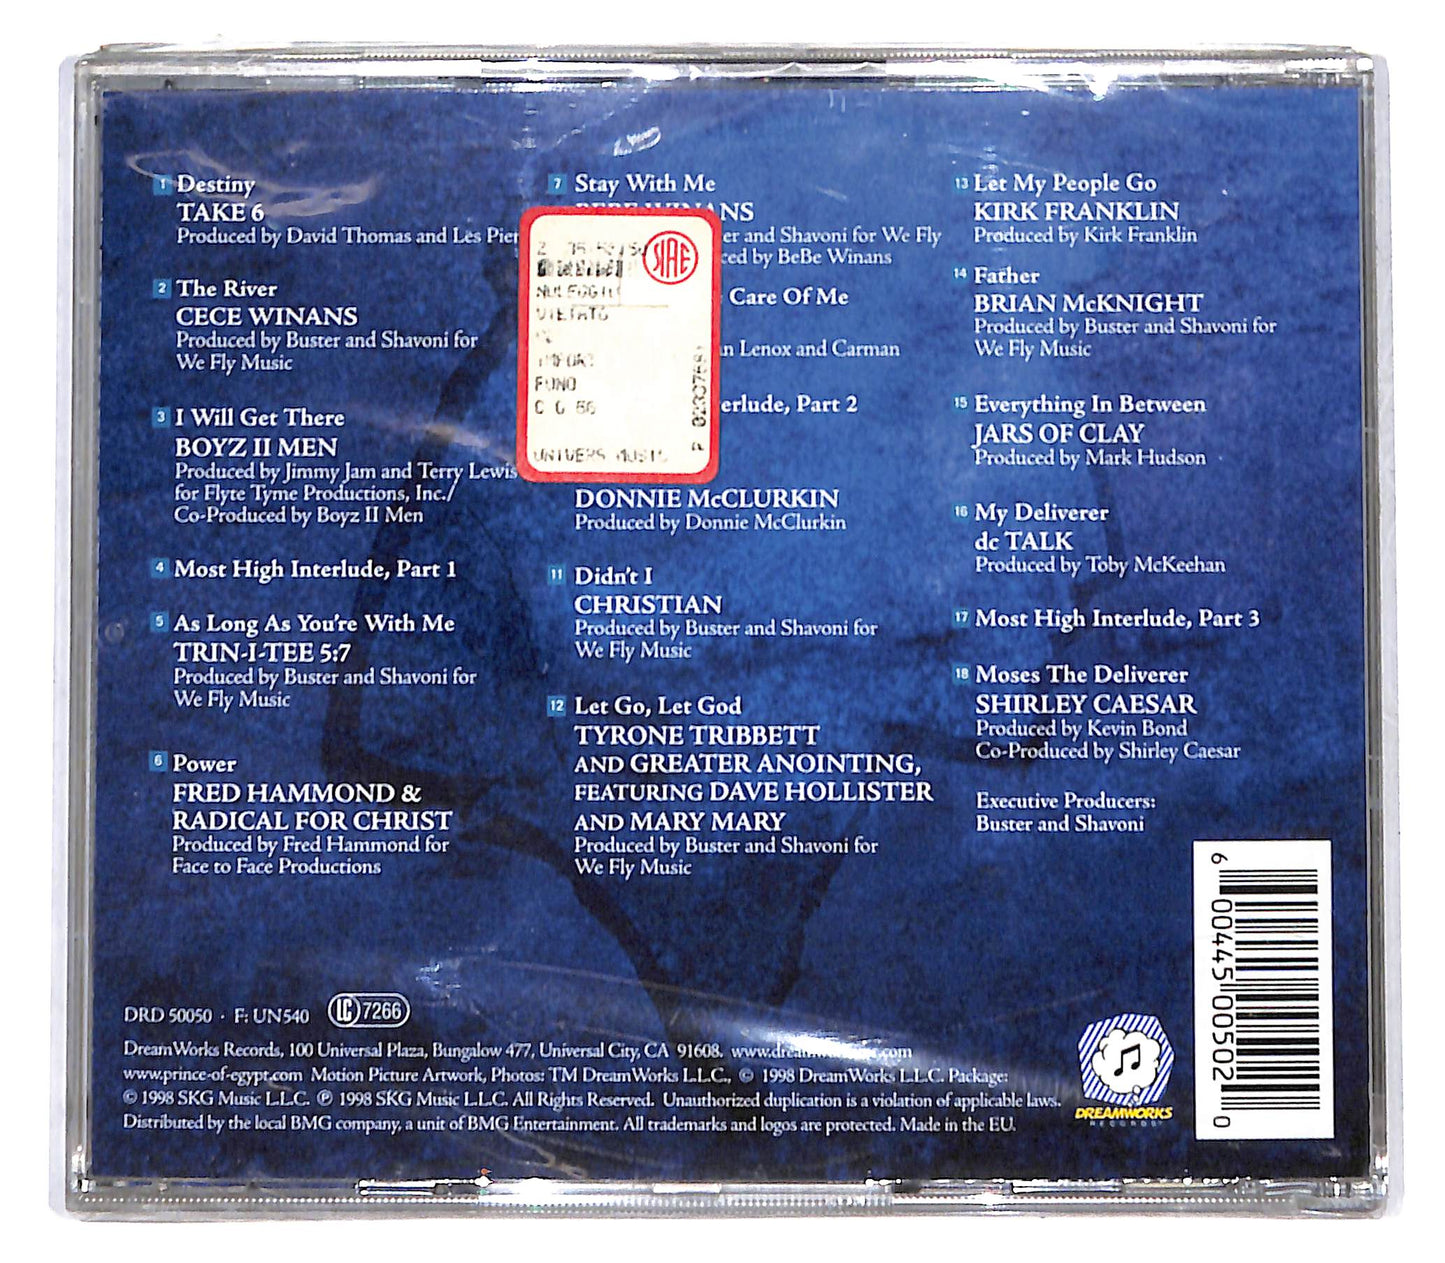 1 Destiny
TAKE 6
Produced by David Thomas and Les
2 The River
CECE WINANS
Produced by Buster and Shavoni for
We Fly Music
3 I Will Get There
BOYZ II MEN
Produced by Jimmy Jam and Terry Lewis
for Flyte Tyme Productions, Inc./
Co-Produced by Boyz II Men
4 Most High Interlude, Part 1
5 As Long As You're With Me
TRIN-I-TEE 5:7
Produced by Buster and Shavoni for
We Fly Music
6 Power
FRED HAMMOND &
RADICAL FOR CHRIST
Produced by Fred Hammond for
Face to Face Productions
7 Stay With Me
BEBE WINANS
and Shavoni for We Fly
by BeBe Winans
Care Of Me
Lenox and Carman
Part 2
DONNIE McCLURKIN
Produced by Donnie McClurkin
11 Didn't I
CHRISTIAN
Produced by Buster and Shavoni for
We Fly Music
12 Let Go, Let God
TYRONE TRIBBETT
AND GREATER ANOINTING,
FEATURING DAVE HOLLISTER
AND MARY MARY
Produced by Buster and Shavoni for
We Fly Music
13 Let My People Go
KIRK FRANKLIN
Produced by Kirk Franklin
14 Father
BRIAN McKNIGHT
Produced by Buster and Shavoni for
We Fly Music
15 Everything In Between
JARS OF CLAY
Produced by Mark Hudson
16 My Deliverer
dc TALK
Produced by Toby McKeehan
17 Most High Interlude, Part 3
18 Moses The Deliverer
SHIRLEY CAESAR
Produced by Kevin Bond
Co-Produced by Shirley Caesar
Executive Producers:
Buster and Shavoni
SIAE
VIETATO
FONO
UNIVERS MUSIC
DRD 50050 · F: UN540 LC 7266
DreamWorks Records, 100 Universal Plaza, Bungalow 477, Universal City, CA 91608.
www.prince-of-egypt.com Motion Picture Artwork, Photos: TM DreamWorks L.L.C., © 1998 DreamWorks L.L.C. Package:
© 1998 SKG Music L.L.C. ℗ 1998 SKG Music L.L.C. All Rights Reserved. Unauthorized duplication is a violation of applicable laws.
Distributed by the local BMG company, a unit of BMG Entertainment. All trademarks and logos are protected. Made in the EU.
DREAMWORKS
RECORDS
6 00445 00502 0